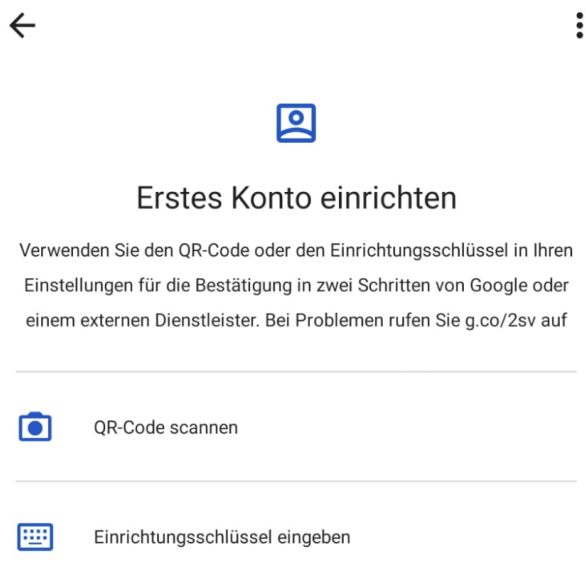 Erstes Konto einrichten
Verwenden Sie den QR-Code oder den Einrichtungsschlüssel in Ihren
Einstellungen für die Bestätigung in zwei Schritten von Google oder
einem externen Dienstleister. Bei Problemen rufen Sie g.co/2sv auf
QR-Code scannen
Einrichtungsschlüssel eingeben